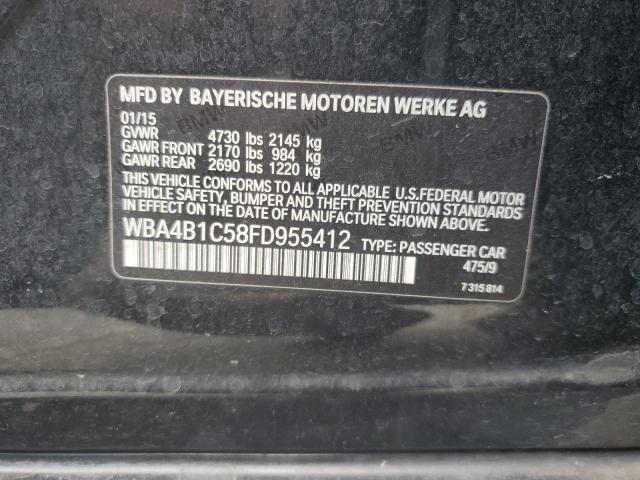 MFD BY BAYERISCHE MOTOREN WERKE AG
01/15
GVWR 4730 lbs 2145 kg
GAWR FRONT 2170 lbs 984 kg
GAWR REAR 2690 lbs 1220 kg
THIS VEHICLE CONFORMS TO ALL APPLICABLE U.S.FEDERAL MOTOR
VEHICLE SAFETY, BUMPER AND THEFT PREVENTION STANDARDS
IN EFFECT ON THE DATE OF MANUFACTURE SHOWN ABOVE.
WBA4B1C58FD955412 TYPE: PASSENGER CAR
475/9
7 315 814
BMW
BMW
BMW